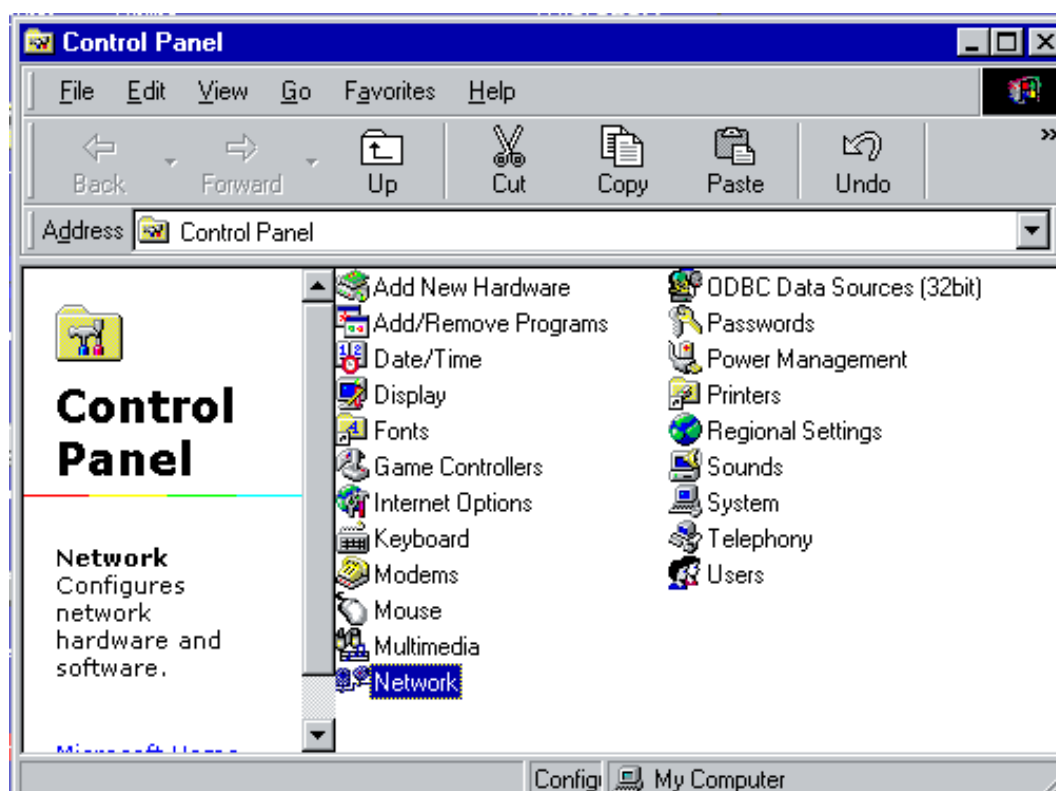 Control Panel
File Edit View Go Favorites Help
Back Forward Up Cut Copy Paste Undo »
Address Control Panel
Control
Panel
Network
Configures
network
hardware and
software.
Microsoft Home
Add New Hardware
Add/Remove Programs
Date/Time
Display
Fonts
Game Controllers
Internet Options
Keyboard
Modems
Mouse
Multimedia
Network
ODBC Data Sources (32bit)
Passwords
Power Management
Printers
Regional Settings
Sounds
System
Telephony
Users
My Computer